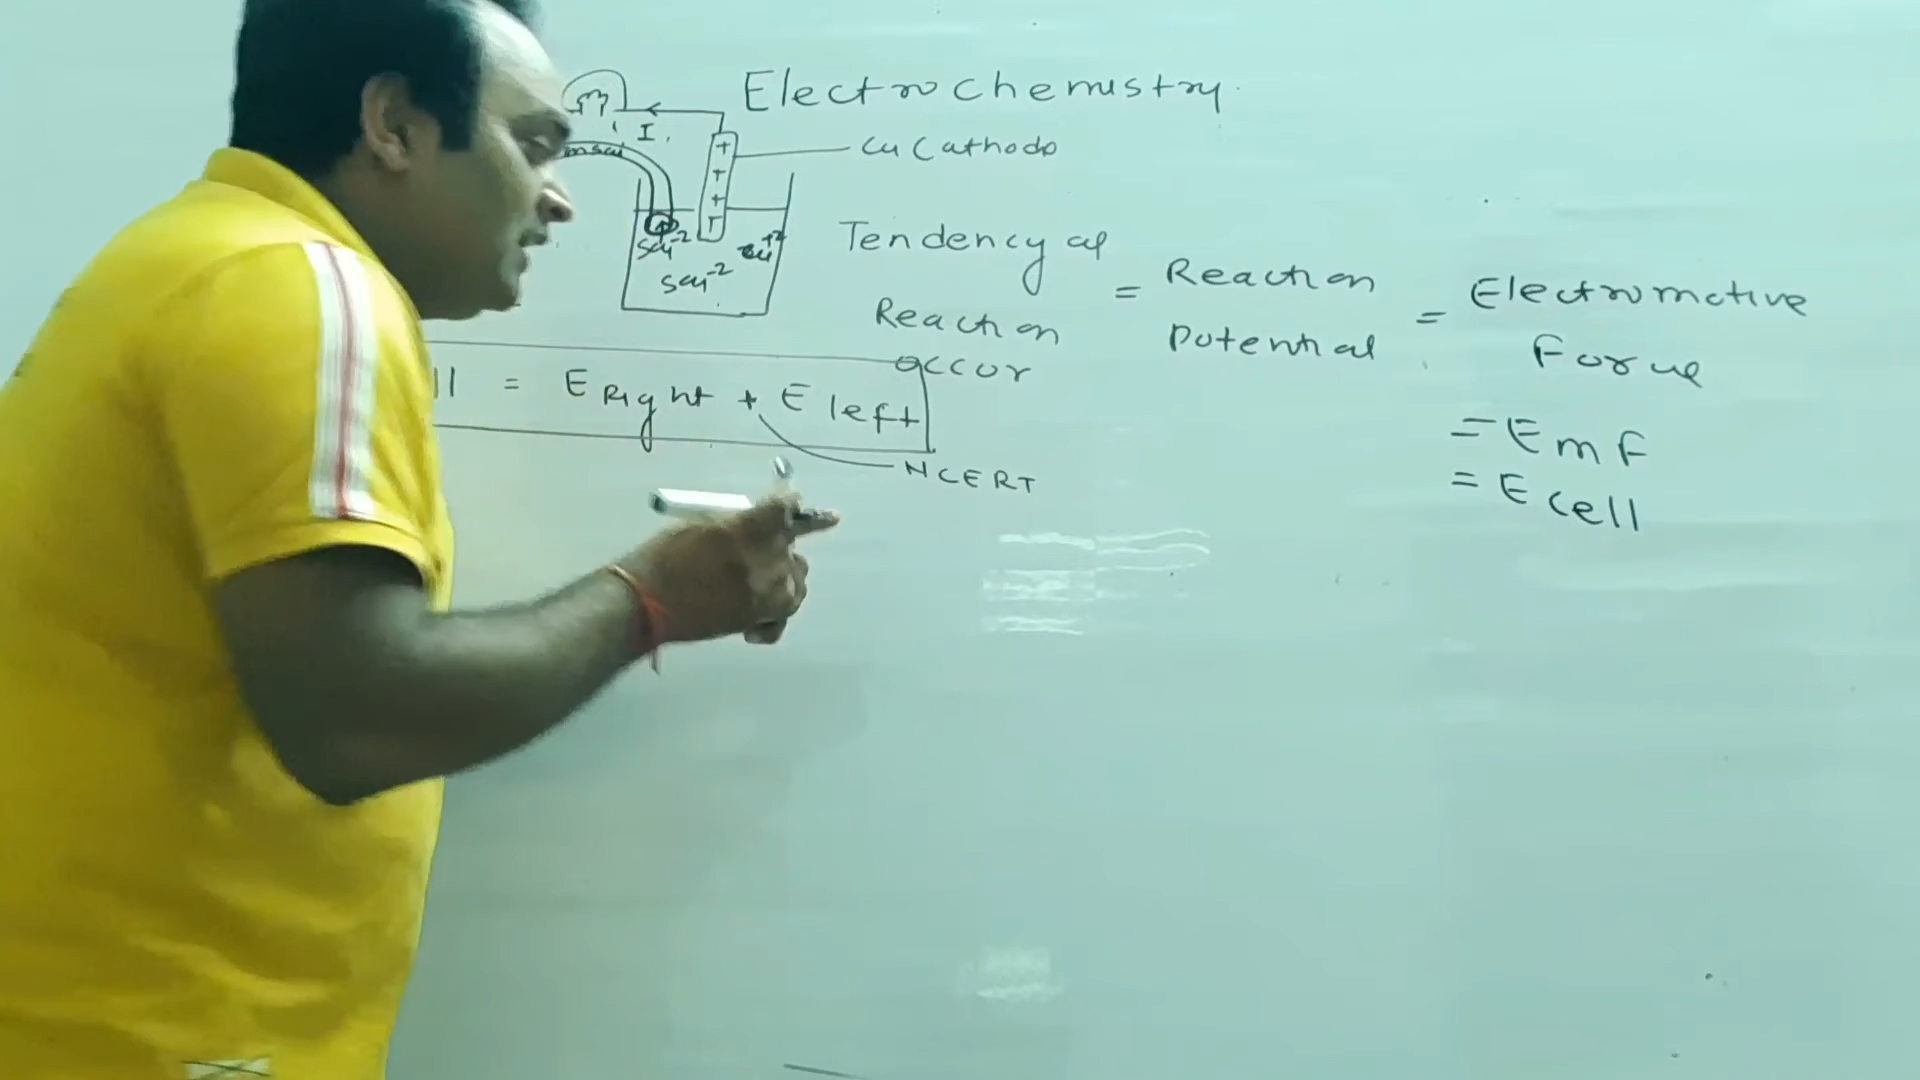 Electrochemistry
I
Cu Cathode
+
+
+
SO4-2
Cu+2
SO4-2
Tendency of
Reaction
occur
= Reaction
Potential
= Electromotive
Force
= EmF
= E cell
ll = E Right + E left
NCERT